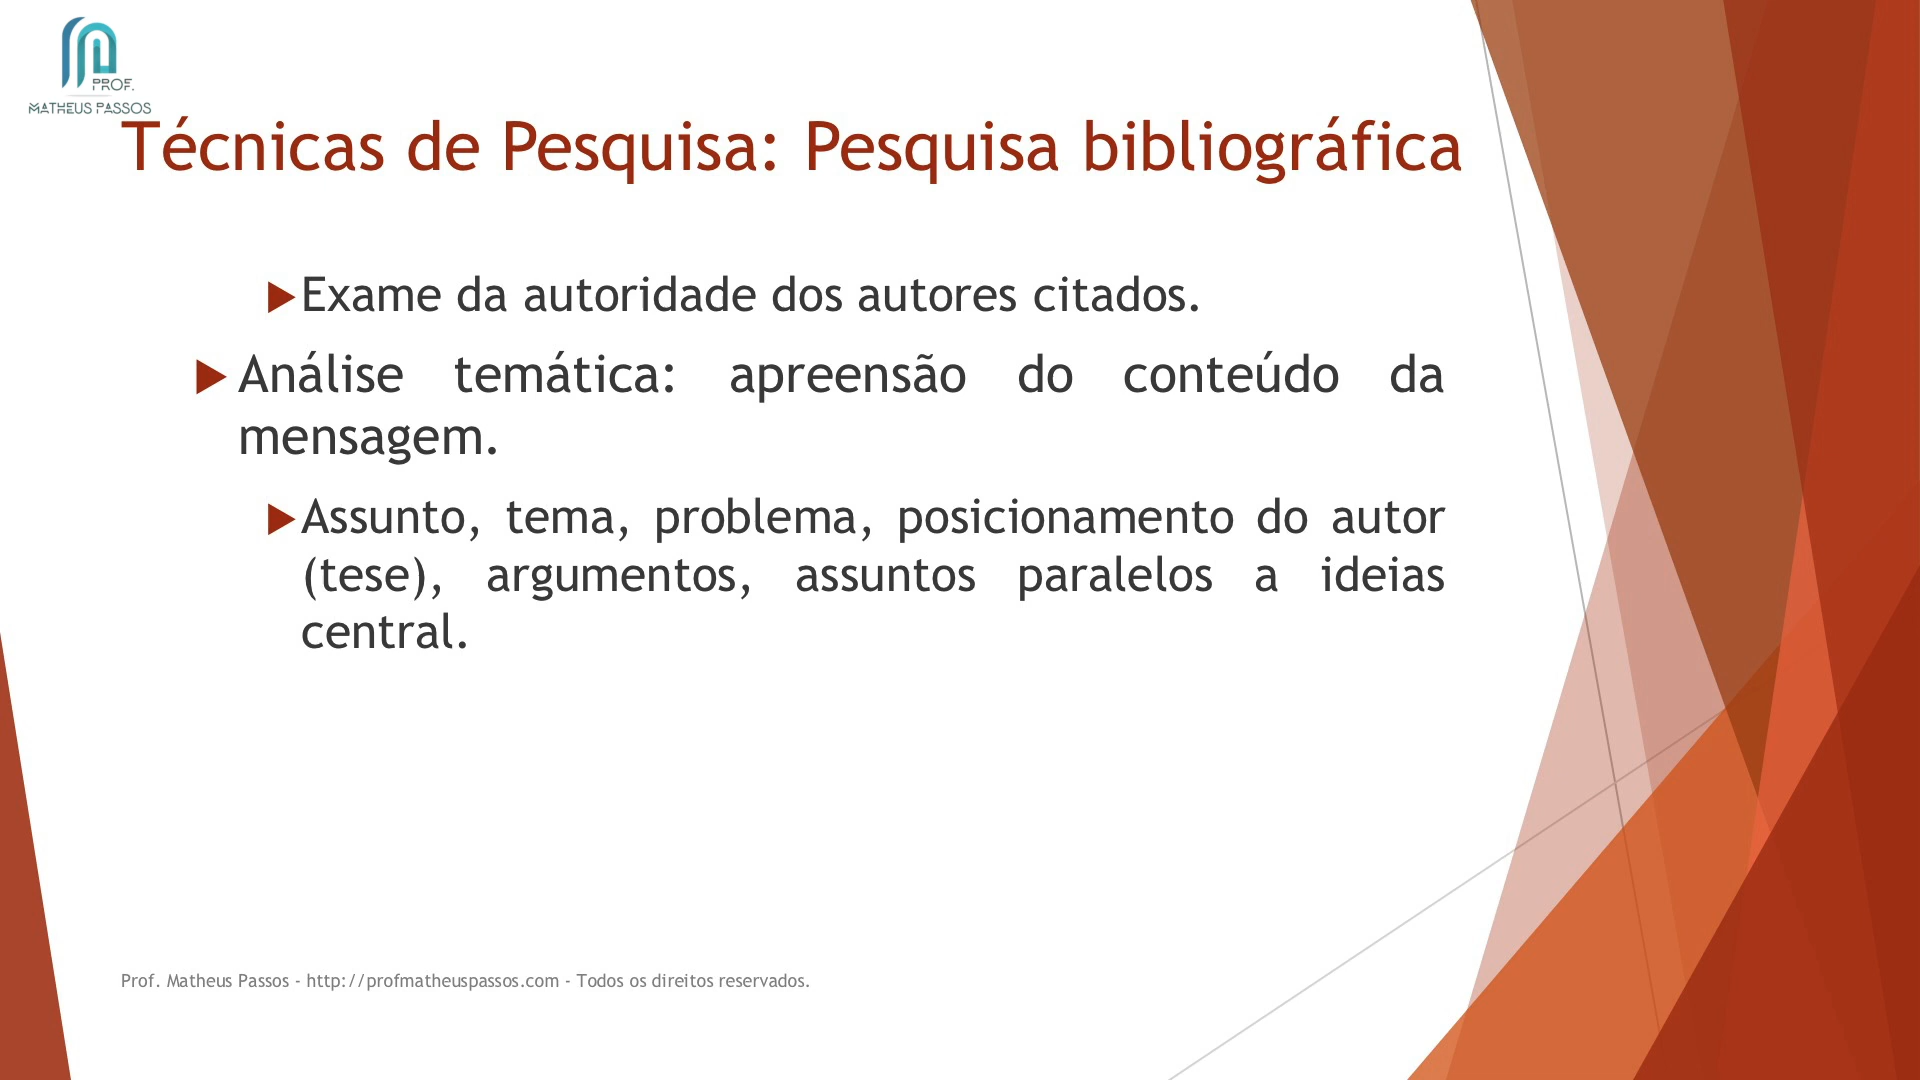 PROF.
MATHEUS PASSOS
Técnicas de Pesquisa: Pesquisa bibliográfica
Exame da autoridade dos autores citados.
Análise temática: apreensão do conteúdo da
mensagem.
Assunto, tema, problema, posicionamento do autor
(tese), argumentos, assuntos paralelos a ideias
central.
Prof. Matheus Passos - http://profmatheuspassos.com - Todos os direitos reservados.